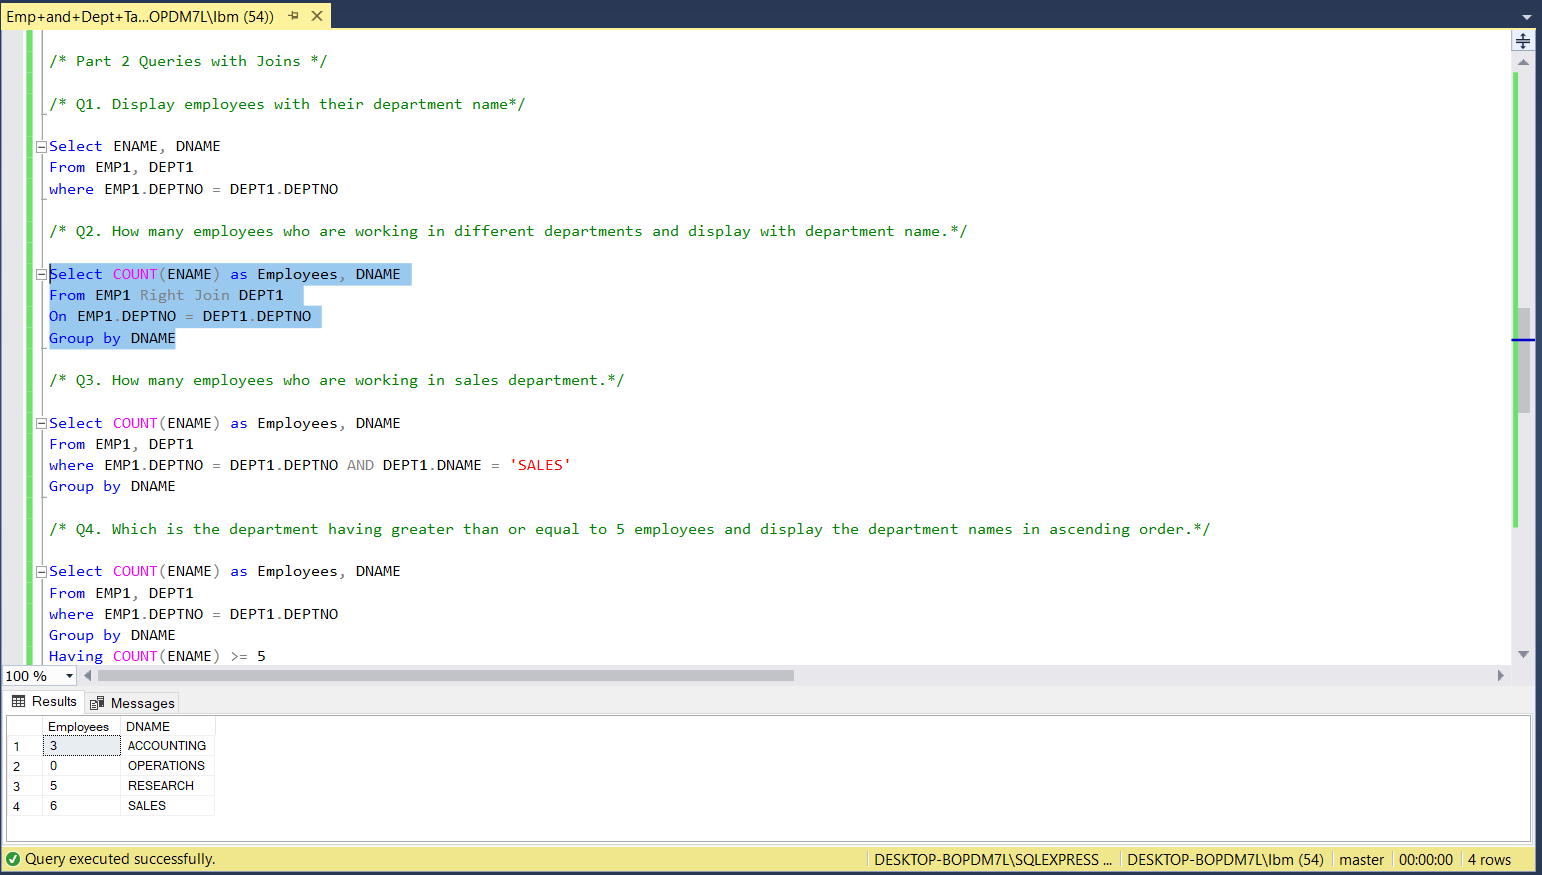 Emp+and+Dept+Ta...OPDM7L\Ibm (54))
/* Part 2 Queries with Joins */
/* Q1. Display employees with their department name*/
Select ENAME, DNAME
From EMP1, DEPT1
where EMP1.DEPTNO = DEPT1.DEPTNO
/* Q2. How many employees who are working in different departments and display with department name.*/
Select COUNT(ENAME) as Employees, DNAME
From EMP1 Right Join DEPT1
On EMP1.DEPTNO = DEPT1.DEPTNO
Group by DNAME
/* Q3. How many employees who are working in sales department.*/
Select COUNT(ENAME) as Employees, DNAME
From EMP1, DEPT1
where EMP1.DEPTNO = DEPT1.DEPTNO AND DEPT1.DNAME = 'SALES'
Group by DNAME
/* Q4. Which is the department having greater than or equal to 5 employees and display the department names in ascending order.*/
Select COUNT(ENAME) as Employees, DNAME
From EMP1, DEPT1
where EMP1.DEPTNO = DEPT1.DEPTNO
Group by DNAME
Having COUNT(ENAME) >= 5
100 %
Results Messages
Employees DNAME
1 3 ACCOUNTING
2 0 OPERATIONS
3 5 RESEARCH
4 6 SALES
Query executed successfully. DESKTOP-BOPDM7L\SQLEXPRESS ... DESKTOP-BOPDM7L\Ibm (54) master 00:00:00 4 rows